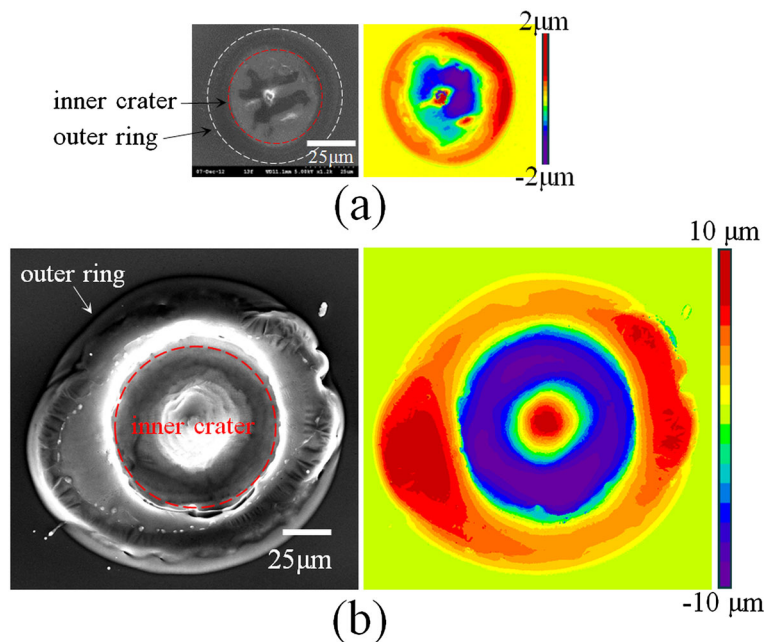 2μm
inner crater
outer ring
25μm
-2μm
(a)
10 μm
outer ring
inner crater
25μm
-10 μm
(b)